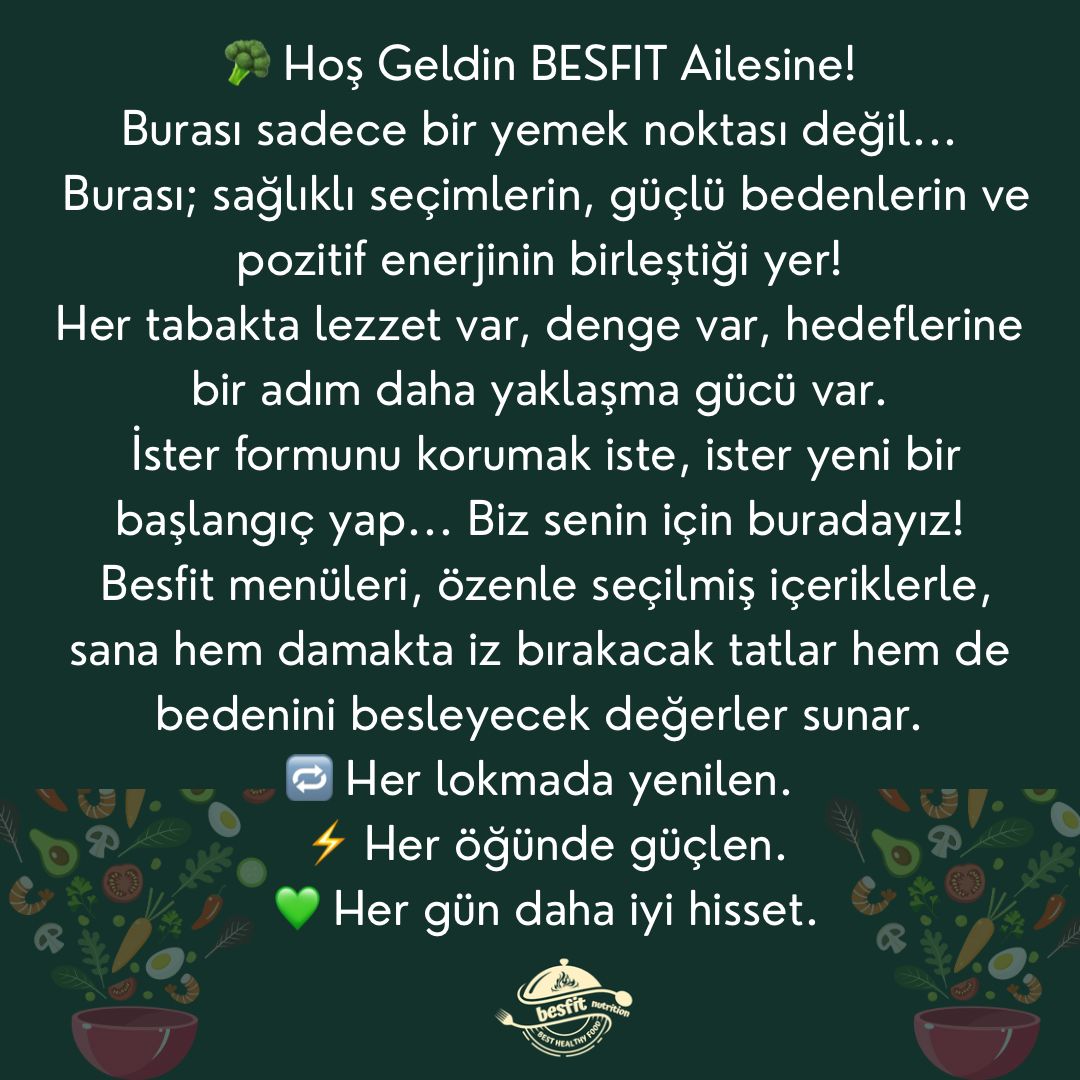 🥦 Hoş Geldin BESFIT Ailesine!
Burası sadece bir yemek noktası değil...
Burası; sağlıklı seçimlerin, güçlü bedenlerin ve
pozitif enerjinin birleştiği yer!
Her tabakta lezzet var, denge var, hedeflerine
bir adım daha yaklaşma gücü var.
İster formunu korumak iste, ister yeni bir
başlangıç yap... Biz senin için buradayız!
Besfit menüleri, özenle seçilmiş içeriklerle,
sana hem damakta iz bırakacak tatlar hem de
bedenini besleyecek değerler sunar.
🔁 Her lokmada yenilen.
⚡ Her öğünde güçlen.
💚 Her gün daha iyi hisset.
besfit nutrition
BEST HEALTHY FOOD